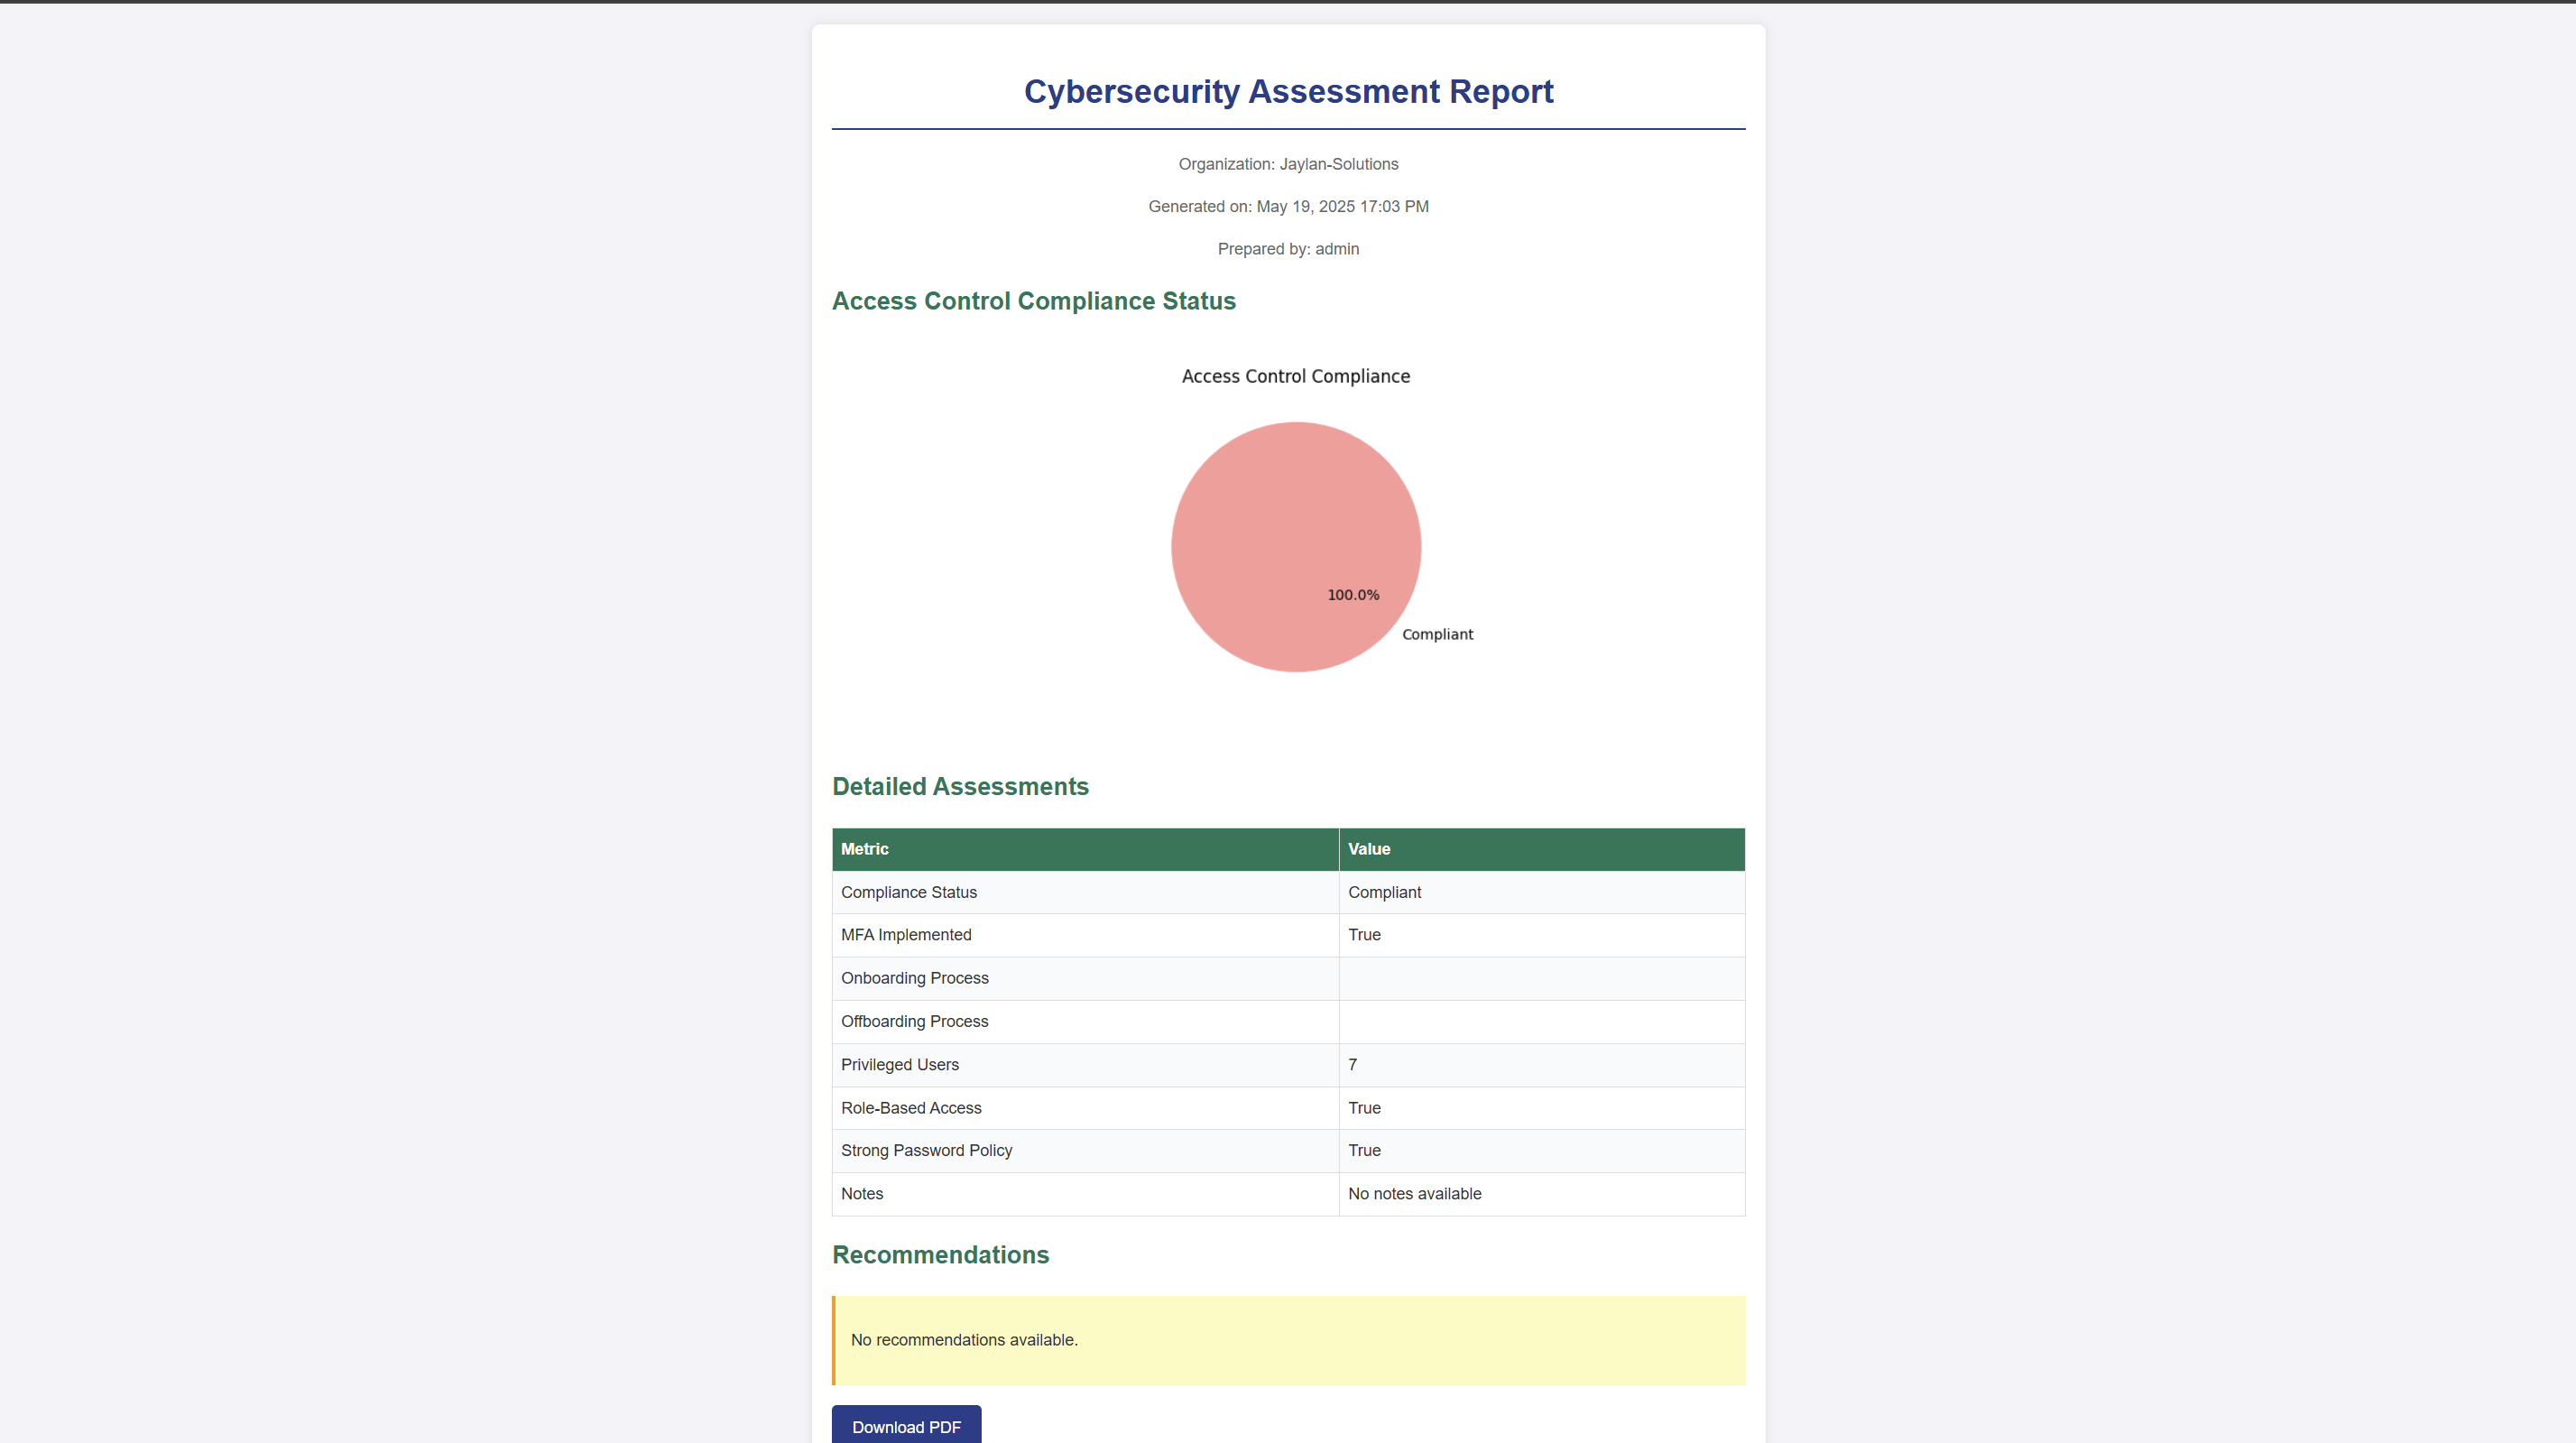 Cybersecurity Assessment Report
Organization: Jaylan-Solutions
Generated on: May 19, 2025 17:03 PM
Prepared by: admin
Access Control Compliance Status
Access Control Compliance
100.0%
Compliant
Detailed Assessments
Metric Value
Compliance Status Compliant
MFA Implemented True
Onboarding Process
Offboarding Process
Privileged Users 7
Role-Based Access True
Strong Password Policy True
Notes No notes available
Recommendations
No recommendations available.
Download PDF